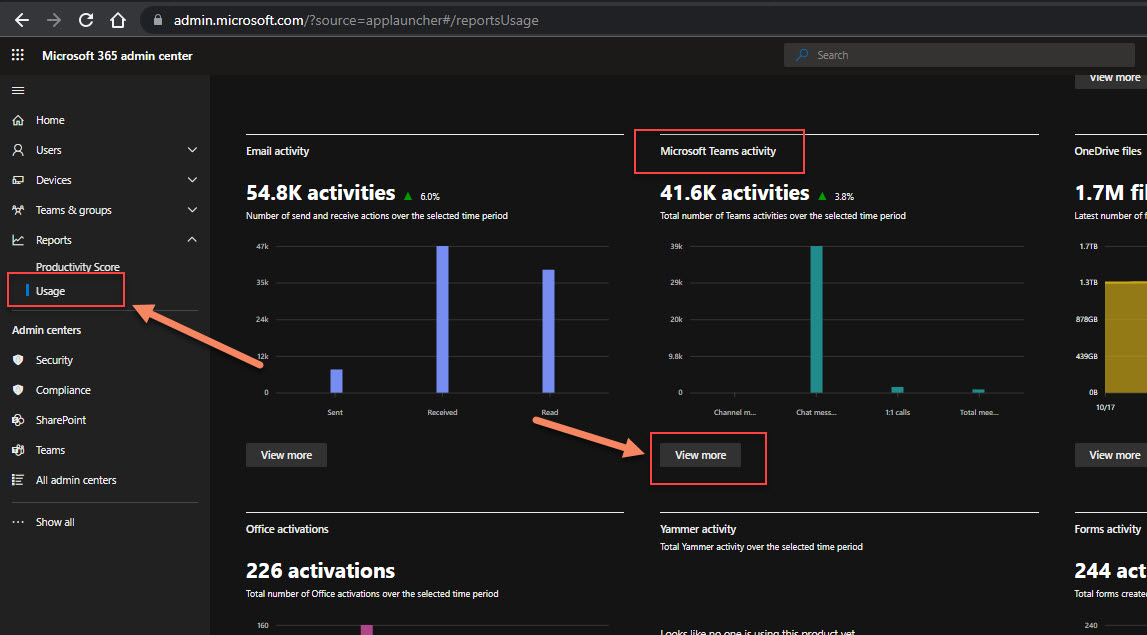 admin.microsoft.com/?source=applauncher#/reportsUsage
Microsoft 365 admin center
Search
Home
Users
Devices
Teams & groups
Reports
Productivity Score
Usage
Admin centers
Security
Compliance
SharePoint
Teams
All admin centers
Show all
View more
Email activity
54.8K activities 6.0%
Number of send and receive actions over the selected time period
47k
35k
24k
12k
0
Sent Received Read
View more
Microsoft Teams activity
41.6K activities 3.8%
Total number of Teams activities over the selected time period
39k
29k
20k
9.8k
0
Channel m... Chat mess... 1:1 calls Total mee...
View more
OneDrive files
1.7M fil
Latest number of f
1.7TB
1.3TB
878GB
439GB
0B
10/17
View more
Office activations
226 activations
Total number of Office activations over the selected time period
160
Yammer activity
Total Yammer activity over the selected time period
Looks like no one is using this product yet
Forms activity
244 act
Total forms create
240